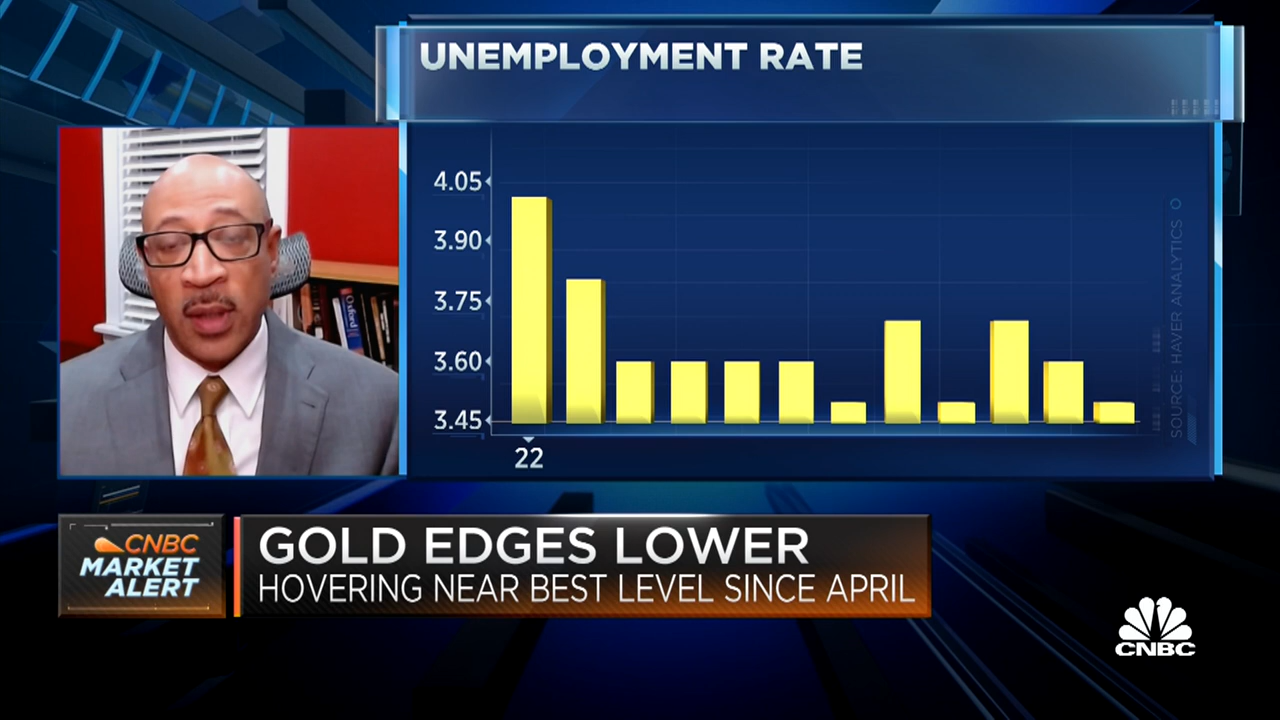 UNEMPLOYMENT RATE
4.05
3.90
3.75
3.60
3.45
22
SOURCE: HAVER ANALYTICS
Oxford
CNBC
MARKET
ALERT
GOLD EDGES LOWER
HOVERING NEAR BEST LEVEL SINCE APRIL
CNBC